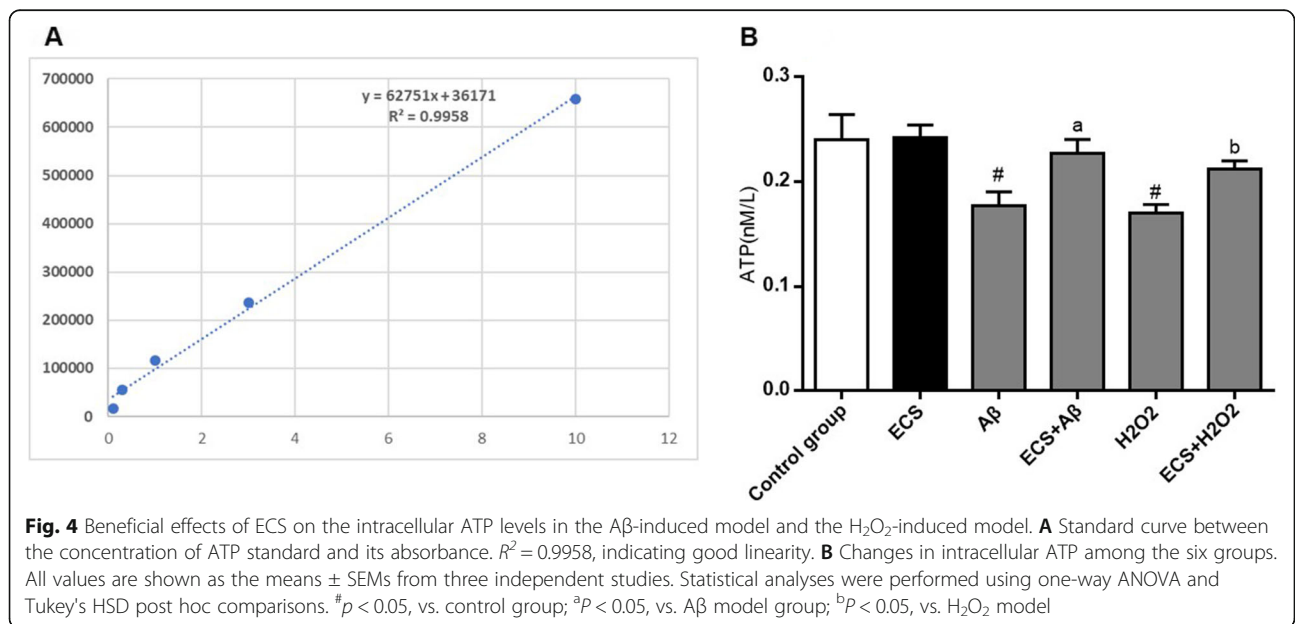 A
700000
600000
500000
400000
300000
200000
100000
0
y = 62751x + 36171
R² = 0.9958
0 2 4 6 8 10 12
B
ATP(nM/L)
0.3
0.2
0.1
0.0
# a # b
Control group
ECS
Aβ
ECS+Aβ
H2O2
ECS+H2O2
Fig. 4 Beneficial effects of ECS on the intracellular ATP levels in the Aβ-induced model and the H₂O₂-induced model. A Standard curve between
the concentration of ATP standard and its absorbance. R² = 0.9958, indicating good linearity. B Changes in intracellular ATP among the six groups.
All values are shown as the means ± SEMs from three independent studies. Statistical analyses were performed using one-way ANOVA and
Tukey's HSD post hoc comparisons. #p < 0.05, vs. control group; ᵃP < 0.05, vs. Aβ model group; ᵇP < 0.05, vs. H₂O₂ model